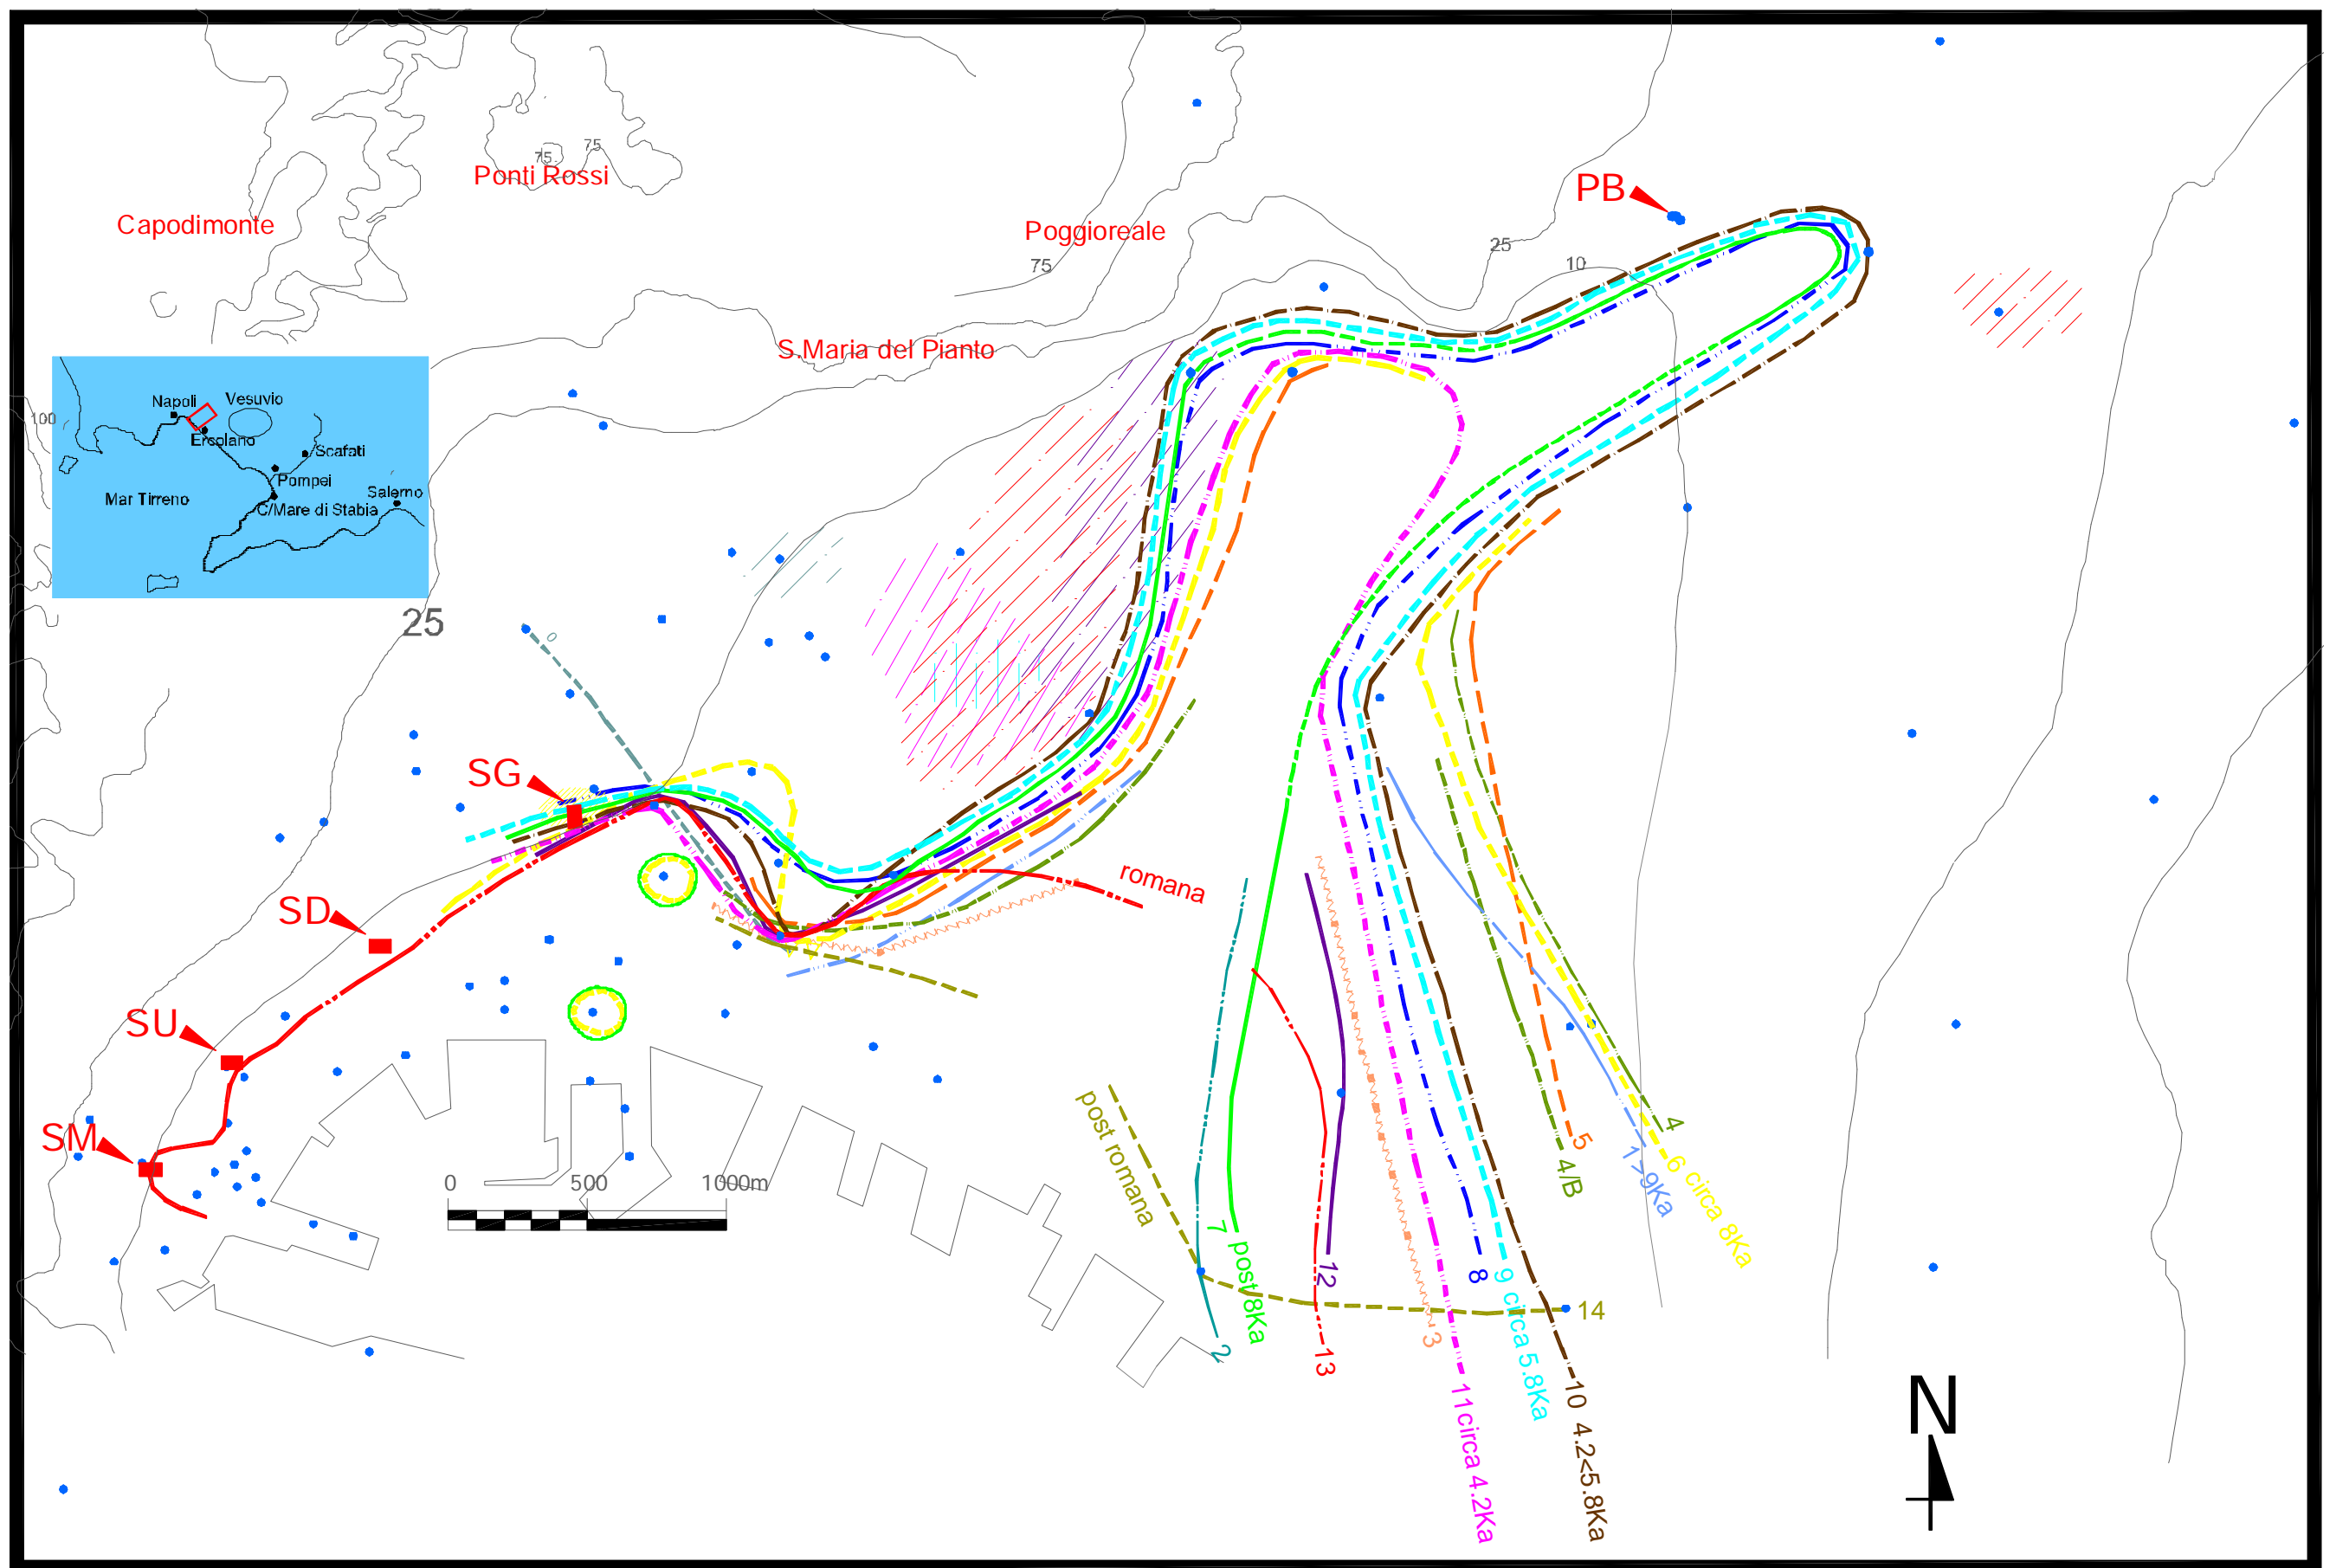 75
75
Ponti Rossi
PB
Capodimonte
Poggioreale
75
25
10
S.Maria del Pianto
100
Napoli
Vesuvio
Ercolano
Scafati
Pompei
Mar Tirreno
Salerno
C/Mare di Stabia
25
0
SG
romana
SD
SU
SM
0 500 1000m
post romana
4
5
4/B
1>9Ka
6 circa 8Ka
7 post 8Ka
12
8
9 circa 5.8Ka
14
2
13
3
11circa 4.2Ka
10 4.2<5.8Ka
N